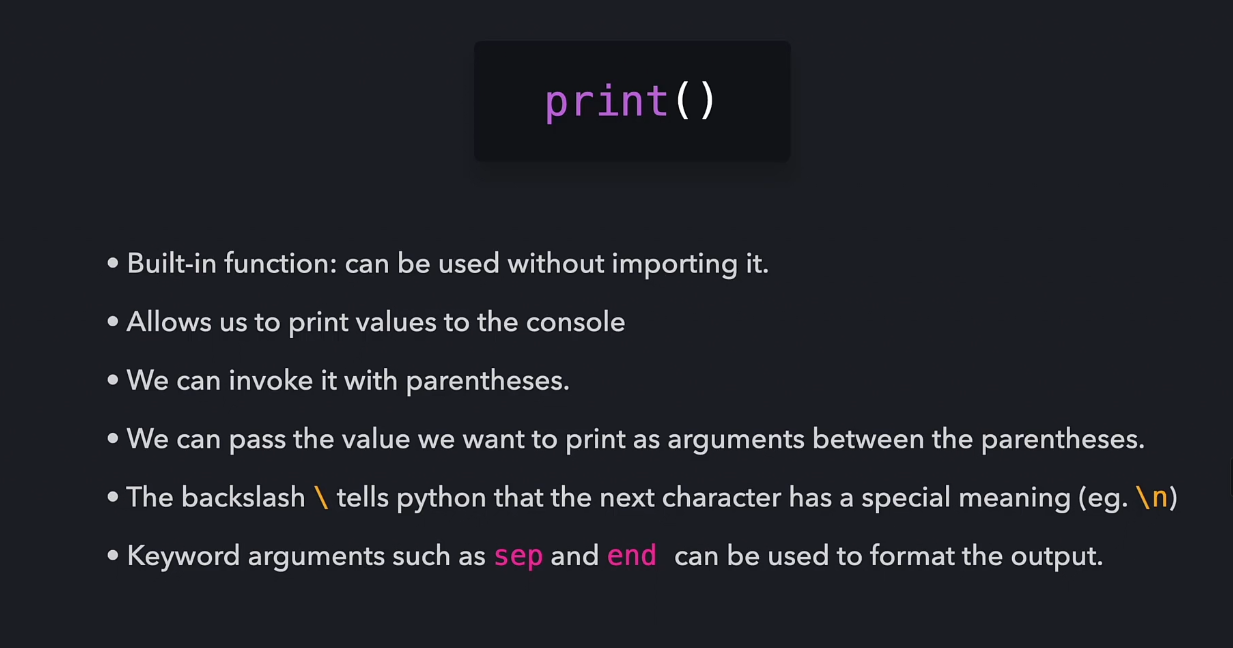 print()
• Built-in function: can be used without importing it.
• Allows us to print values to the console
• We can invoke it with parentheses.
• We can pass the value we want to print as arguments between the parentheses.
• The backslash \ tells python that the next character has a special meaning (eg. \n)
• Keyword arguments such as sep and end can be used to format the output.